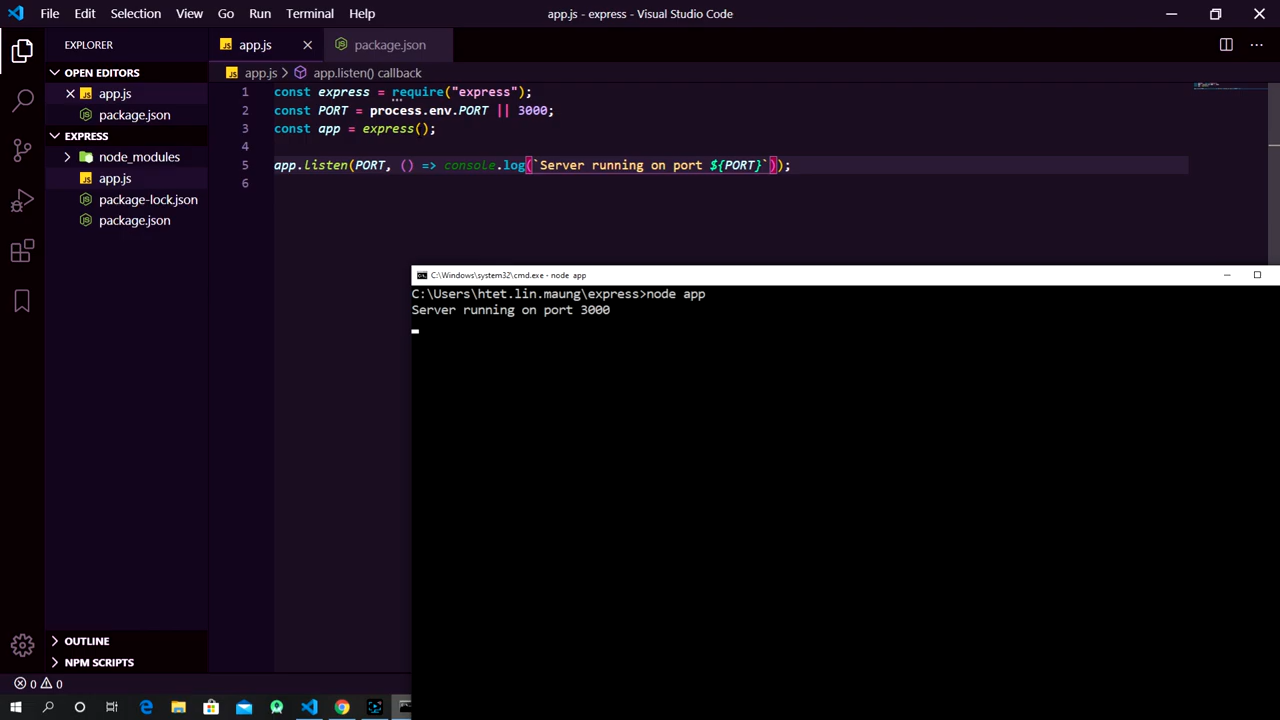 File Edit Selection View Go Run Terminal Help app.js - express - Visual Studio Code
EXPLORER
OPEN EDITORS
app.js
package.json
EXPRESS
node_modules
app.js
package-lock.json
package.json
OUTLINE
NPM SCRIPTS
0 0
app.js package.json
app.js > app.listen() callback
1 const express = require("express");
2 const PORT = process.env.PORT || 3000;
3 const app = express();
4
5 app.listen(PORT, () => console.log(`Server running on port ${PORT}`));
6
C:\Windows\system32\cmd.exe - node app
C:\Users\htet.lin.maung\express>node app
Server running on port 3000